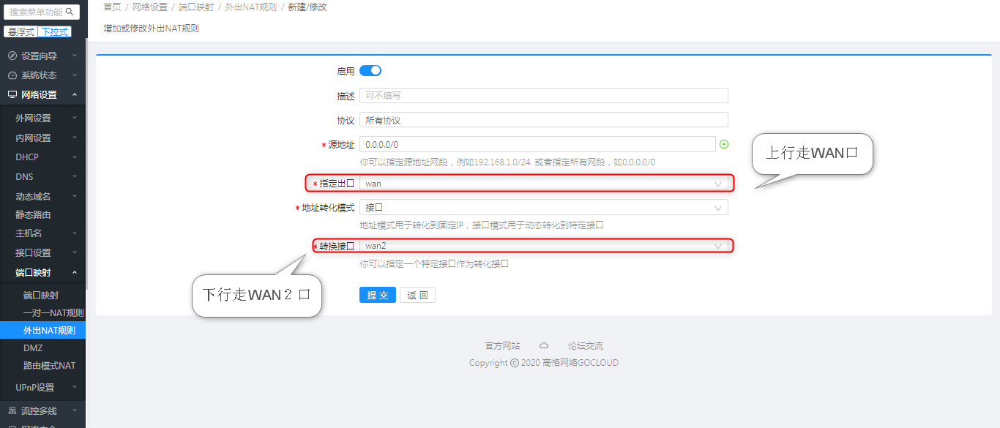 搜索菜单功能
悬浮式 下拉式
设置向导
系统状态
网络设置
外网设置
内网设置
DHCP
DNS
动态域名
静态路由
主机名
接口设置
端口映射
端口映射
一对一NAT规则
外出NAT规则
DMZ
路由模式NAT
UPnP设置
流控多线
首页 / 网络设置 / 端口映射 / 外出NAT规则 / 新建/修改
增加或修改外出NAT规则
启用
描述 可不填写
协议 所有协议
* 源地址 0.0.0.0/0
你可以指定源地址网段，例如192.168.1.0/24. 或者指定所有网段，如0.0.0.0/0
* 指定出口 wan
* 地址转化模式 接口
地址模式用于转化到固定IP，接口模式用于动态转化到特定接口
* 转换接口 wan2
你可以指定一个特定接口作为转化接口
提 交 返 回
上行走WAN口
下行走WAN２口
官方网站 论坛交流
Copyright © 2020 高恪网络GOCLOUD